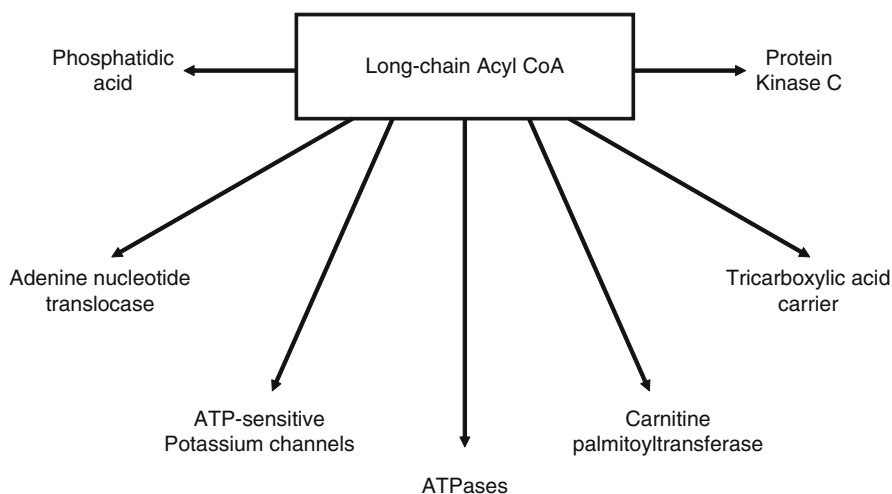 Phosphatidic
acid
Long-chain Acyl CoA
Protein
Kinase C
Adenine nucleotide
translocase
Tricarboxylic acid
carrier
ATP-sensitive
Potassium channels
Carnitine
palmitoyltransferase
ATPases